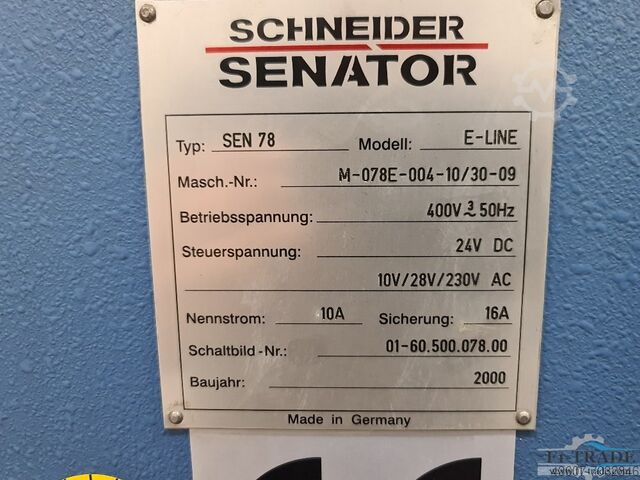 SCHNEIDER
SENATOR
Typ: SEN 78 Modell: E-LINE
Masch.-Nr.: M-078E-004-10/30-09
Betriebsspannung: 400V 3~ 50Hz
Steuerspannung: 24V DC
10V/28V/230V AC
Nennstrom: 10A Sicherung: 16A
Schaltbild-Nr.: 01-60.500.078.00
Baujahr: 2000
Made in Germany
FT TRADE